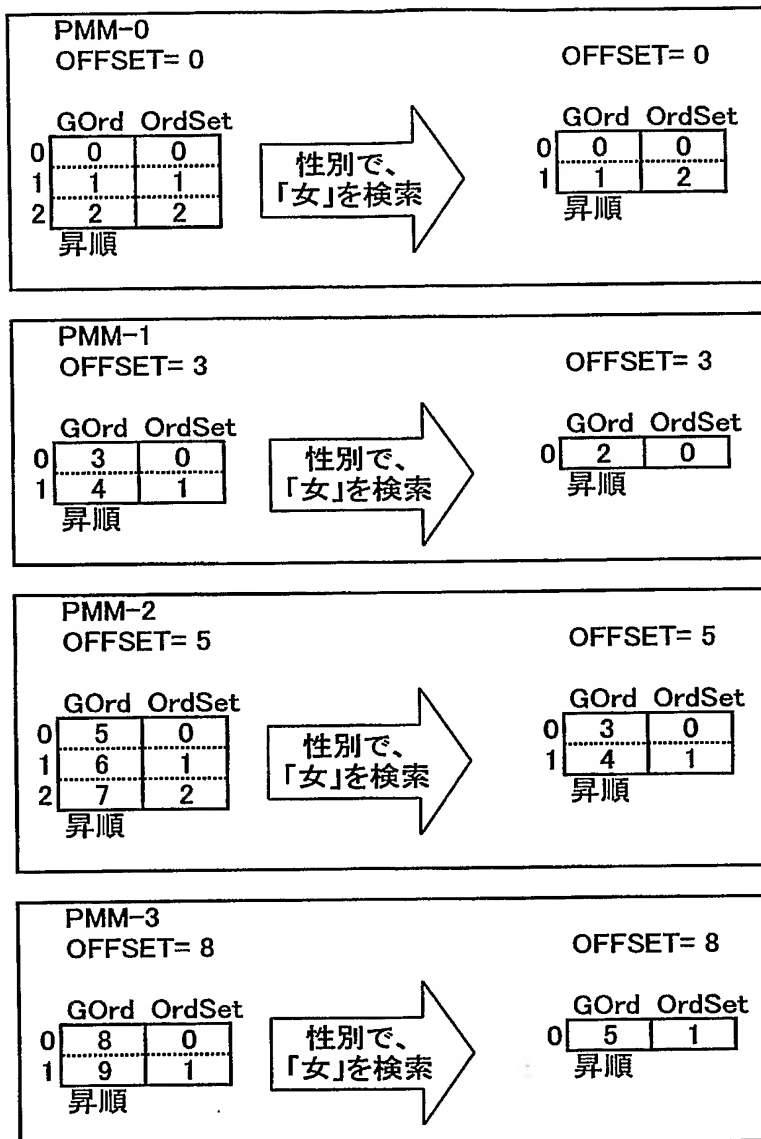 PMM-0
OFFSET= 0
OFFSET= 0
GOrd OrdSet
0 0 0
1 1 1
2 2 2
昇順
性別で、
「女」を検索
GOrd OrdSet
0 0 0
1 1 2
昇順
PMM-1
OFFSET= 3
OFFSET= 3
GOrd OrdSet
0 3 0
1 4 1
昇順
性別で、
「女」を検索
GOrd OrdSet
0 2 0
昇順
PMM-2
OFFSET= 5
OFFSET= 5
GOrd OrdSet
0 5 0
1 6 1
2 7 2
昇順
性別で、
「女」を検索
GOrd OrdSet
0 3 0
1 4 1
昇順
PMM-3
OFFSET= 8
OFFSET= 8
GOrd OrdSet
0 8 0
1 9 1
昇順
性別で、
「女」を検索
GOrd OrdSet
0 5 1
昇順